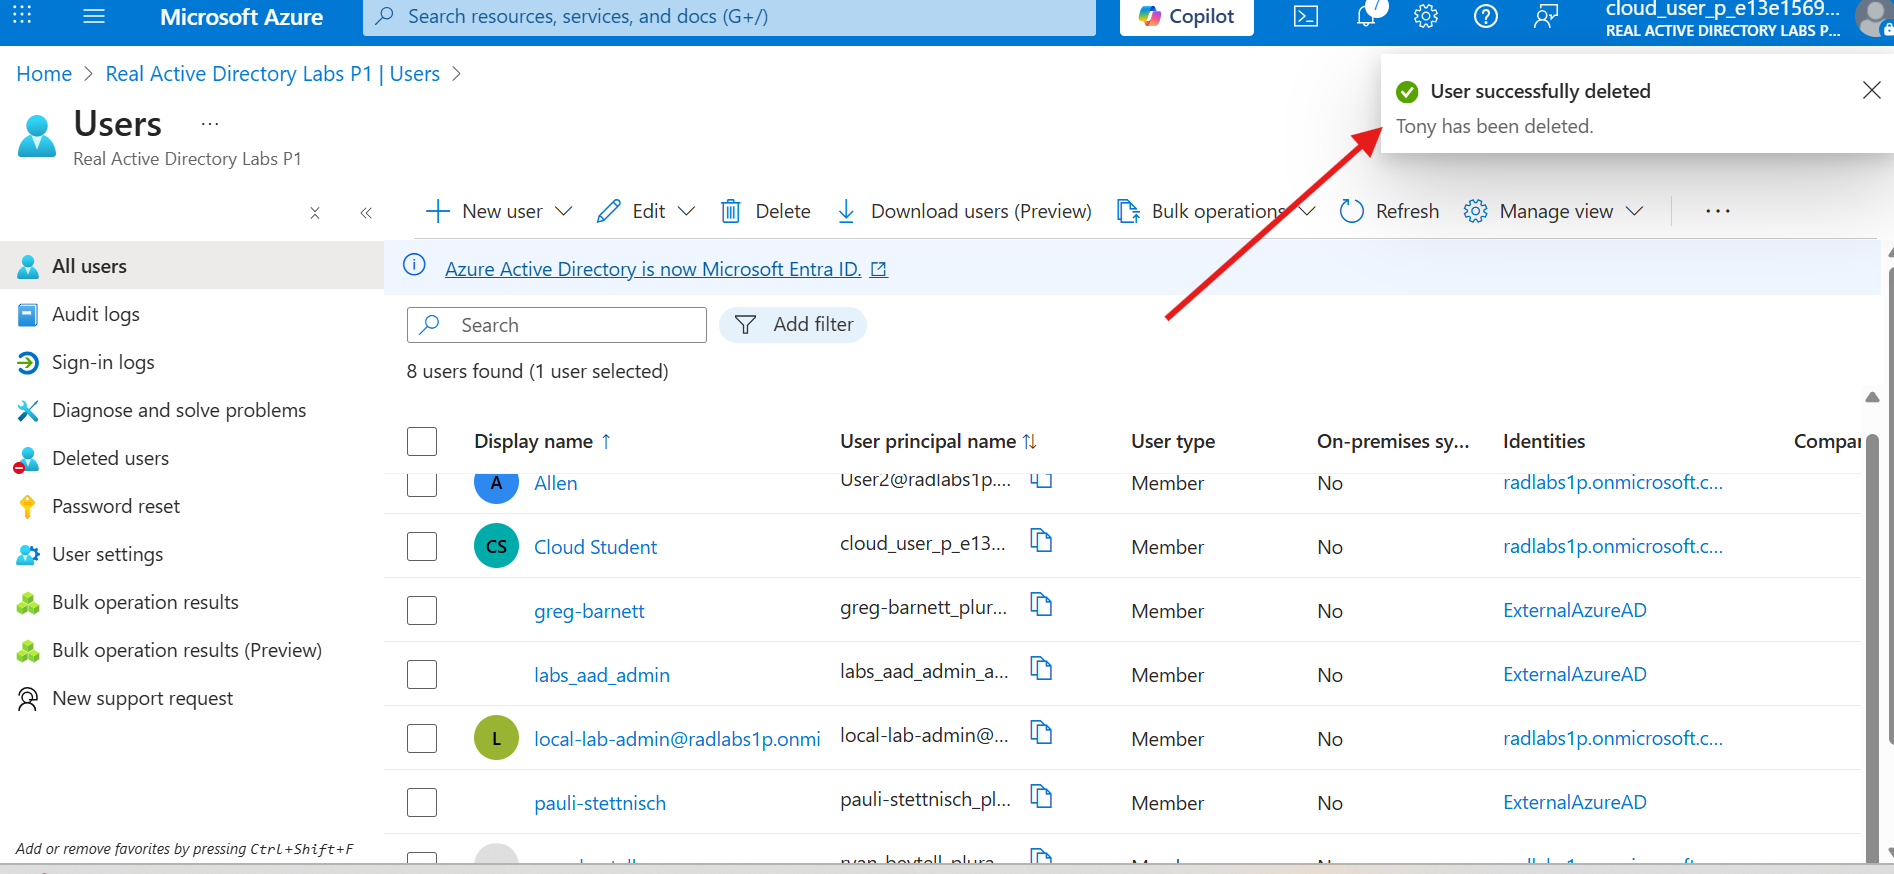 Microsoft Azure
Search resources, services, and docs (G+/)
Copilot
7
cloud_user_p_e13e1569...
REAL ACTIVE DIRECTORY LABS P...
Home > Real Active Directory Labs P1 | Users >
Users ...
Real Active Directory Labs P1
User successfully deleted
Tony has been deleted.
New user
Edit
Delete
Download users (Preview)
Bulk operations
Refresh
Manage view
...
All users
Audit logs
Sign-in logs
Diagnose and solve problems
Deleted users
Password reset
User settings
Bulk operation results
Bulk operation results (Preview)
New support request
Add or remove favorites by pressing Ctrl+Shift+F
Azure Active Directory is now Microsoft Entra ID.
Search
Add filter
8 users found (1 user selected)
Display name ↑ User principal name ↑↓ User type On-premises sy... Identities Compan
A Allen User2@radlabs1p.... Member No radlabs1p.onmicrosoft.c...
CS Cloud Student cloud_user_p_e13... Member No radlabs1p.onmicrosoft.c...
greg-barnett greg-barnett_plur... Member No ExternalAzureAD
labs_aad_admin labs_aad_admin_a... Member No ExternalAzureAD
L local-lab-admin@radlabs1p.onmi local-lab-admin@... Member No radlabs1p.onmicrosoft.c...
pauli-stettnisch pauli-stettnisch_pl... Member No ExternalAzureAD